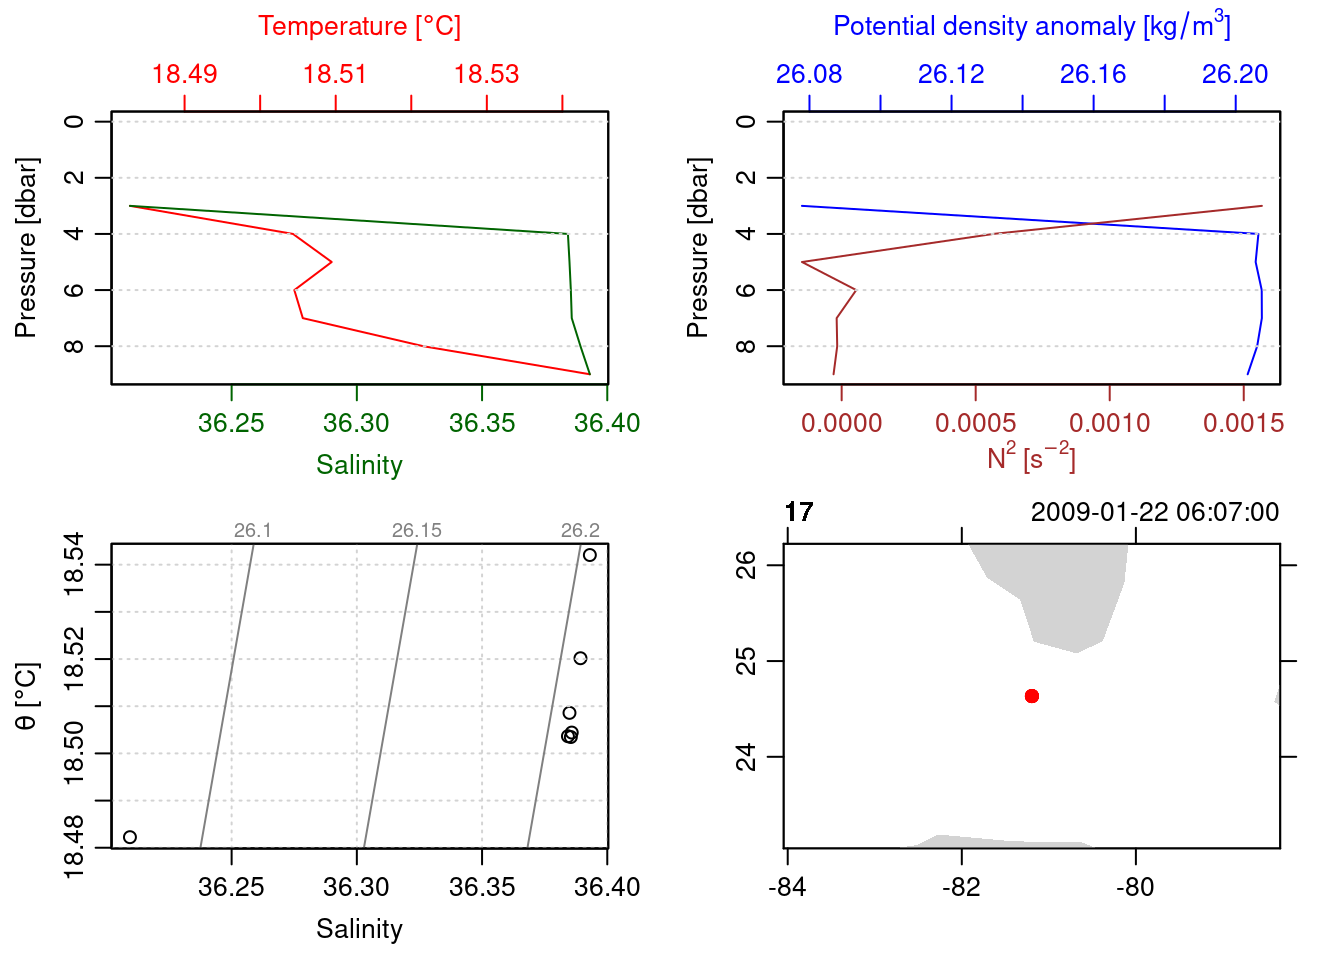 Temperature [°C]
18.49 18.51 18.53
Pressure [dbar]
0
2
4
6
8
36.25 36.30 36.35 36.40
Salinity
Potential density anomaly [kg/m³]
26.08 26.12 26.16 26.20
Pressure [dbar]
0
2
4
6
8
0.0000 0.0005 0.0010 0.0015
N² [s⁻²]
26.1 26.15 26.2
θ [°C]
18.54
18.52
18.50
18.48
36.25 36.30 36.35 36.40
Salinity
17 2009-01-22 06:07:00
26
25
24
-84 -82 -80